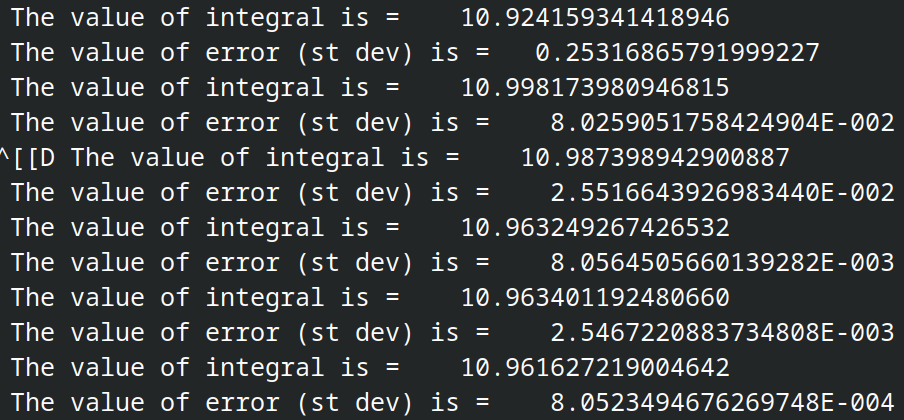 The value of integral is = 10.924159341418946
The value of error (st dev) is = 0.25316865791999227
The value of integral is = 10.998173980946815
The value of error (st dev) is = 8.0259051758424904E-002
^[[D The value of integral is = 10.987398942900887
The value of error (st dev) is = 2.5516643926983440E-002
The value of integral is = 10.963249267426532
The value of error (st dev) is = 8.0564505660139282E-003
The value of integral is = 10.963401192480660
The value of error (st dev) is = 2.5467220883734808E-003
The value of integral is = 10.961627219004642
The value of error (st dev) is = 8.0523494676269748E-004